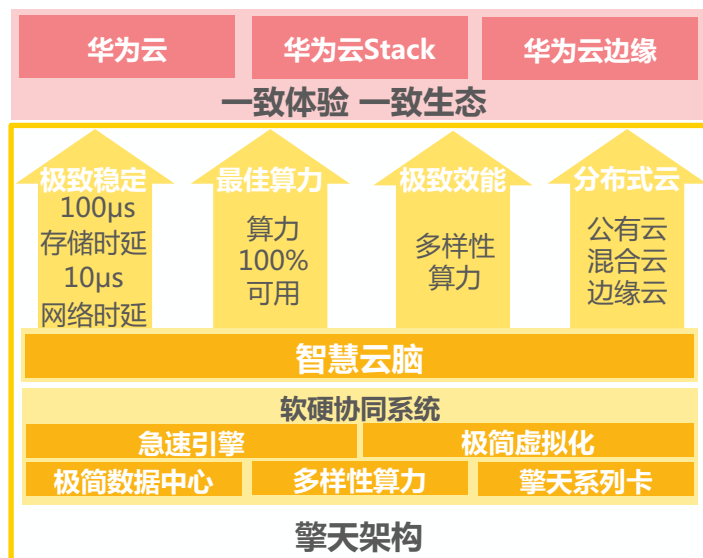 华为云
华为云Stack
华为云边缘
一致体验 一致生态
极致稳定
100μs
存储时延
10μs
网络时延
最佳算力
算力
100%
可用
极致效能
多样性
算力
分布式云
公有云
混合云
边缘云
智慧云脑
软硬协同系统
急速引擎
极简虚拟化
极简数据中心
多样性算力
擎天系列卡
擎天架构